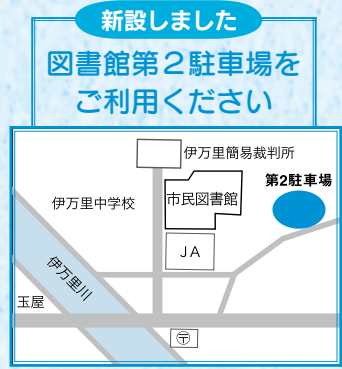 新設しました
図書館第２駐車場を
ご利用ください
伊万里簡易裁判所
第2駐車場
市民図書館
伊万里中学校
ＪＡ
伊万里川
玉屋
〶